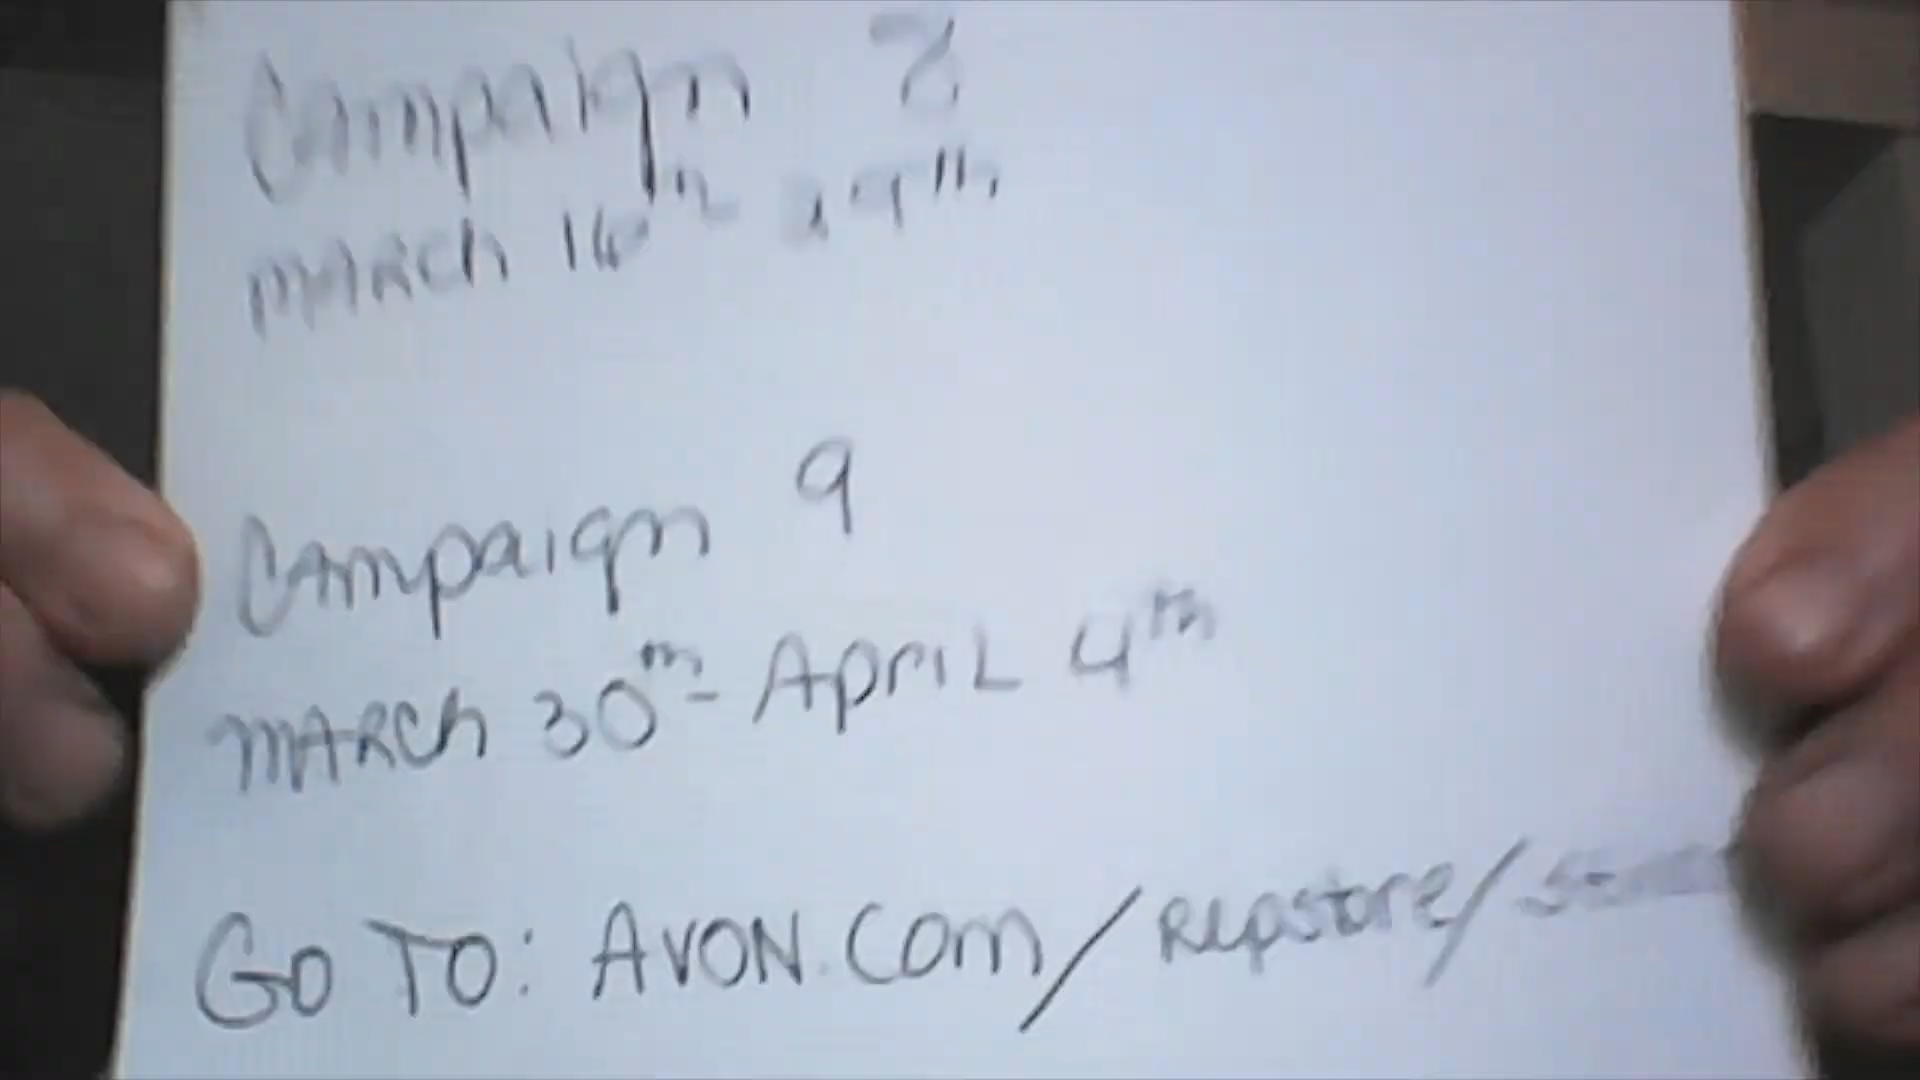 Campaign 8
MARCh 16th 29th
Campaign 9
MARCh 30th - ApriL 4th
GO TO: AVON.Com/Repstore/